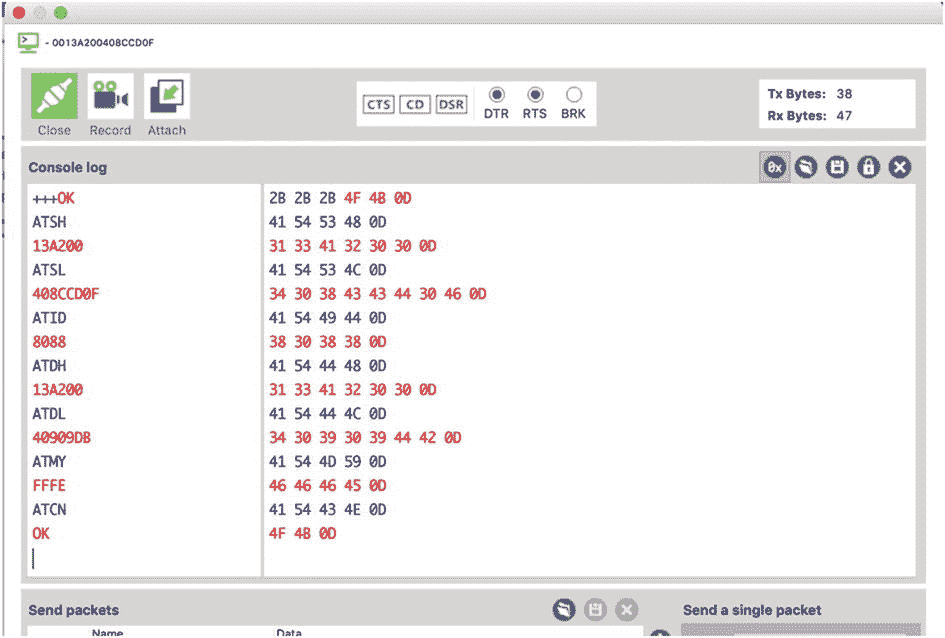 - 0013A200408CCD0F
Close Record Attach
CTS CD DSR DTR RTS BRK
Tx Bytes: 38
Rx Bytes: 47
Console log
0x
+++OK 2B 2B 2B 4F 4B 0D
ATSH 41 54 53 48 0D
13A200 31 33 41 32 30 30 0D
ATSL 41 54 53 4C 0D
408CCD0F 34 30 38 43 43 44 30 46 0D
ATID 41 54 49 44 0D
8088 38 30 38 38 0D
ATDH 41 54 44 48 0D
13A200 31 33 41 32 30 30 0D
ATDL 41 54 44 4C 0D
40909DB 34 30 39 30 39 44 42 0D
ATMY 41 54 4D 59 0D
FFFE 46 46 46 45 0D
ATCN 41 54 43 4E 0D
OK 4F 4B 0D
Send packets
Send a single packet
Name Data